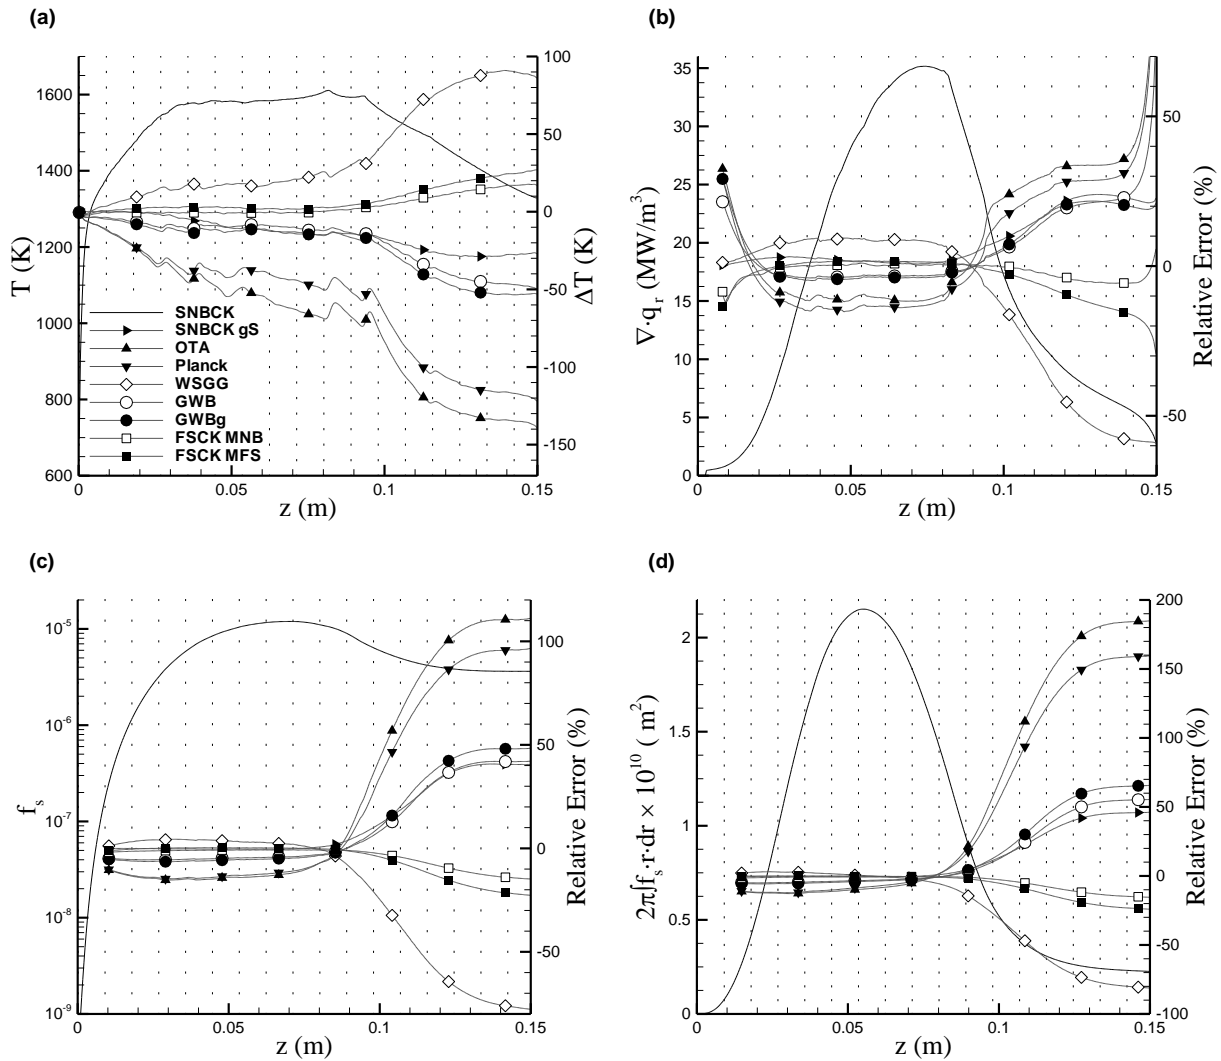 (a)
1600
1400
1200
1000
800
600
T (K)
100
50
0
-50
-100
-150
ΔT (K)
SNBCK
SNBCK gS
OTA
Planck
WSGG
GWB
GWBg
FSCK MNB
FSCK MFS
0
0.05
0.1
0.15
z (m)
(b)
35
30
25
20
15
10
5
0
∇·q_r (MW/m^3)
50
0
-50
Relative Error (%)
0
0.05
0.1
0.15
z (m)
(c)
10^-5
10^-6
10^-7
10^-8
10^-9
f_s
100
50
0
-50
Relative Error (%)
0
0.05
0.1
0.15
z (m)
(d)
2
1.5
1
0.5
0
2π∫f_s·r·dr × 10^10 ( m^2)
200
150
100
50
0
-50
-100
Relative Error (%)
0
0.05
0.1
0.15
z (m)